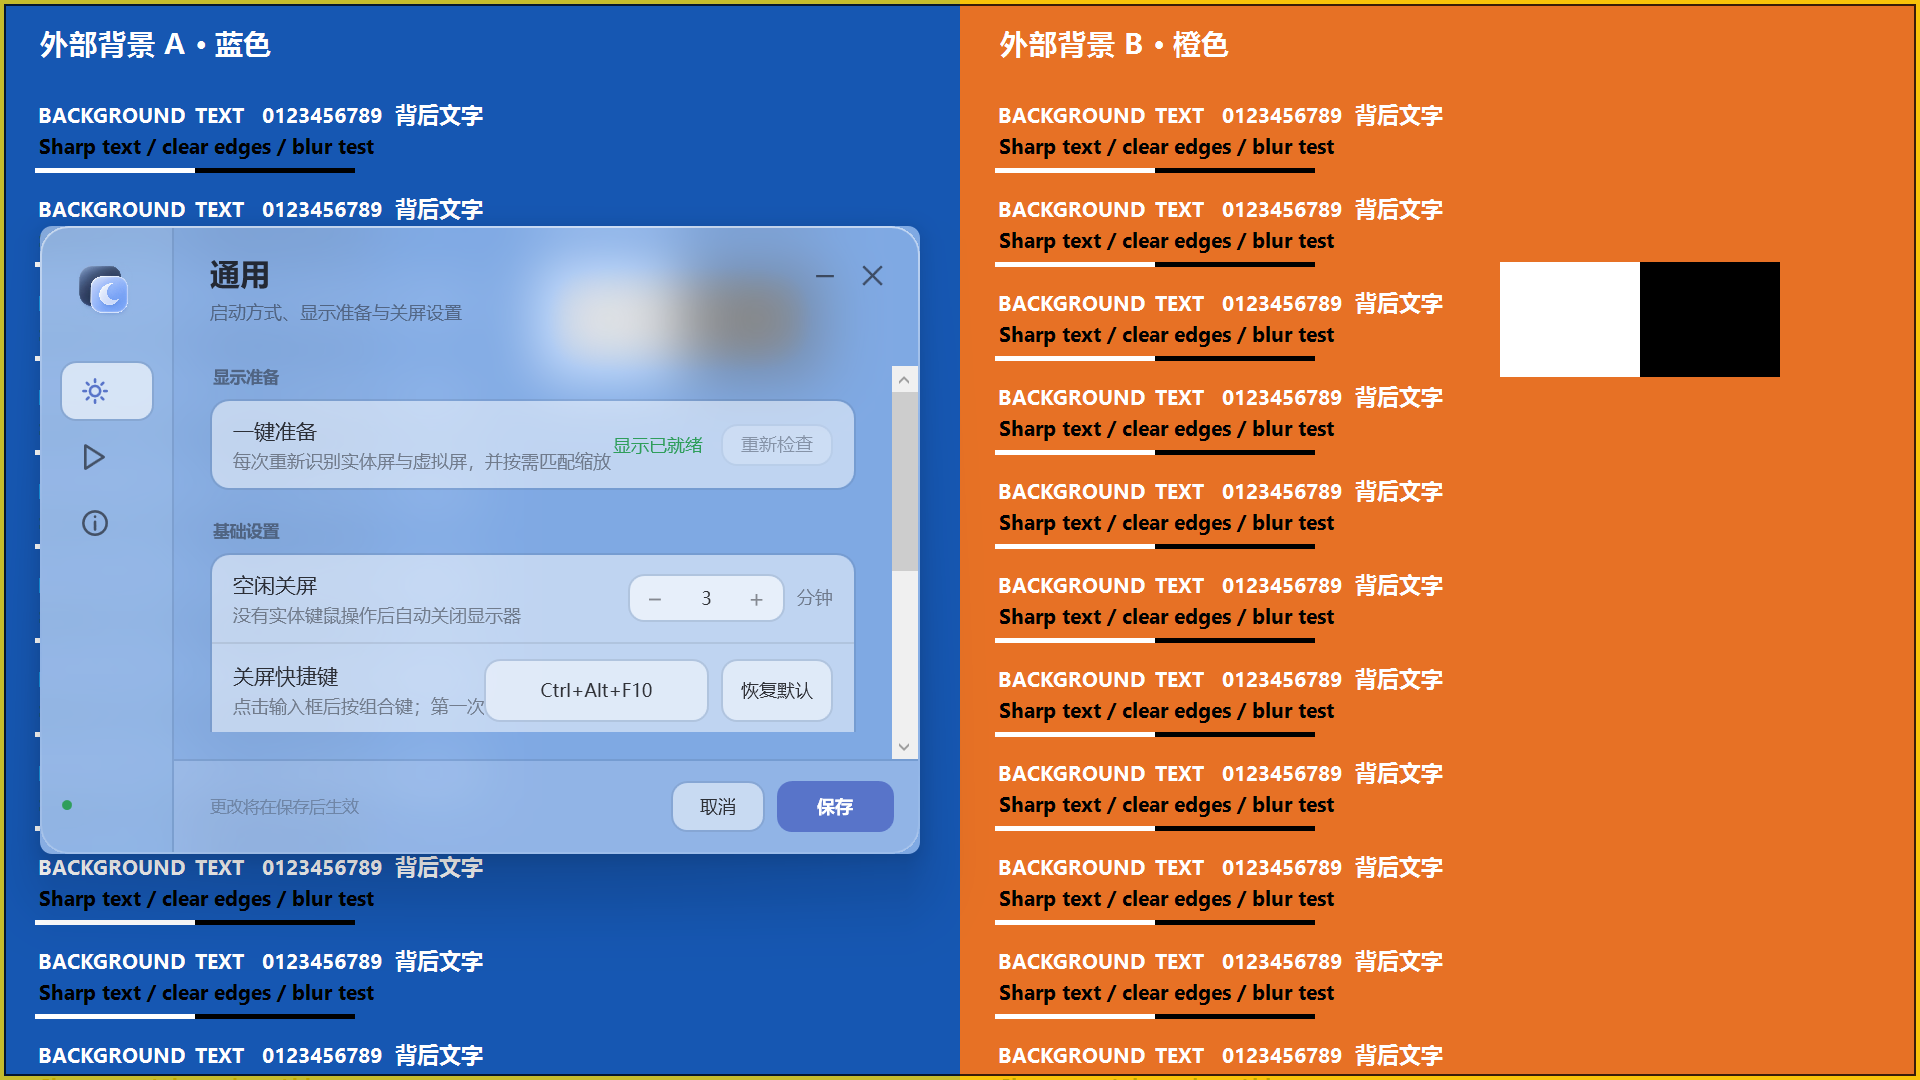 外部背景 A • 蓝色
BACKGROUND TEXT 0123456789 背后文字
Sharp text / clear edges / blur test
BACKGROUND TEXT 0123456789 背后文字
通用
启动方式、显示准备与关屏设置
显示准备
一键准备
每次重新识别实体屏与虚拟屏，并按需匹配缩放
显示已就绪
重新检查
基础设置
空闲关屏
没有实体键鼠操作后自动关闭显示器
− 3 +
分钟
关屏快捷键
点击输入框后按组合键；第一次
Ctrl+Alt+F10
恢复默认
更改将在保存后生效
取消
保存
BACKGROUND TEXT 0123456789 背后文字
Sharp text / clear edges / blur test
BACKGROUND TEXT 0123456789 背后文字
Sharp text / clear edges / blur test
BACKGROUND TEXT 0123456789 背后文字
外部背景 B • 橙色
BACKGROUND TEXT 0123456789 背后文字
Sharp text / clear edges / blur test
BACKGROUND TEXT 0123456789 背后文字
Sharp text / clear edges / blur test
BACKGROUND TEXT 0123456789 背后文字
Sharp text / clear edges / blur test
BACKGROUND TEXT 0123456789 背后文字
Sharp text / clear edges / blur test
BACKGROUND TEXT 0123456789 背后文字
Sharp text / clear edges / blur test
BACKGROUND TEXT 0123456789 背后文字
Sharp text / clear edges / blur test
BACKGROUND TEXT 0123456789 背后文字
Sharp text / clear edges / blur test
BACKGROUND TEXT 0123456789 背后文字
Sharp text / clear edges / blur test
BACKGROUND TEXT 0123456789 背后文字
Sharp text / clear edges / blur test
BACKGROUND TEXT 0123456789 背后文字
Sharp text / clear edges / blur test
BACKGROUND TEXT 0123456789 背后文字